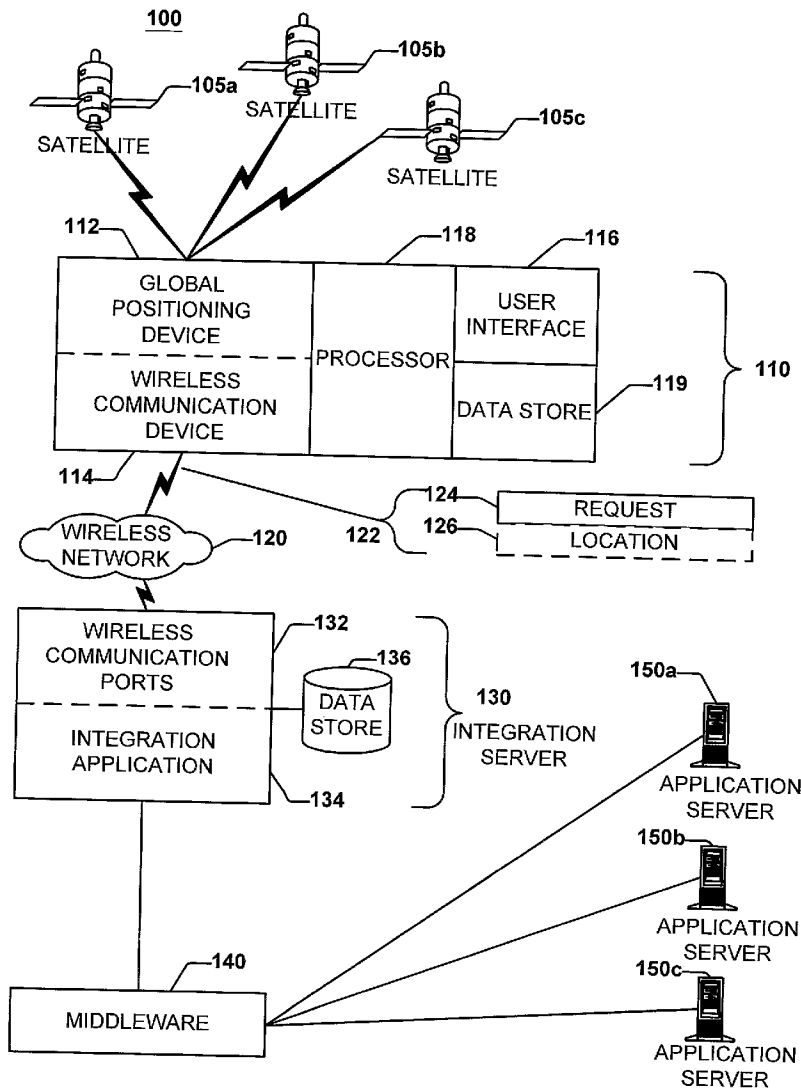 100
105b
105a
SATELLITE
105c
SATELLITE
SATELLITE
112
118
116
GLOBAL
POSITIONING
DEVICE
USER
INTERFACE
PROCESSOR
110
WIRELESS
COMMUNICATION
DEVICE
DATA STORE
119
114
124
REQUEST
122
126
LOCATION
WIRELESS
NETWORK
120
WIRELESS
COMMUNICATION
PORTS
132
136
DATA
STORE
130
INTEGRATION
SERVER
INTEGRATION
APPLICATION
134
150a
APPLICATION
SERVER
150b
APPLICATION
SERVER
150c
APPLICATION
SERVER
140
MIDDLEWARE